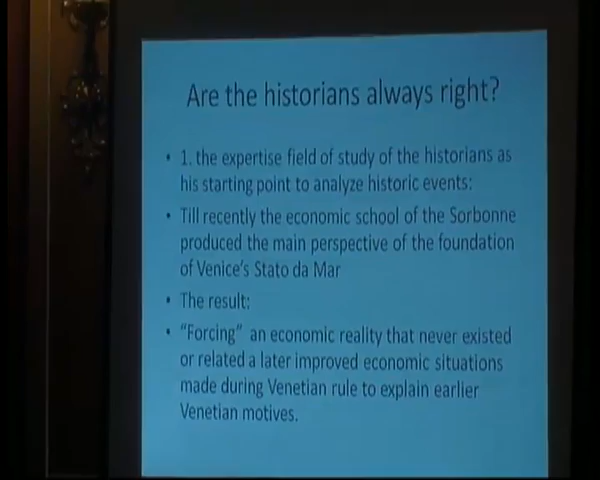 Are the historians always right?
• 1. the expertise field of study of the historians as
his starting point to analyze historic events:
• Till recently the economic school of the Sorbonne
produced the main perspective of the foundation
of Venice's Stato da Mar
• The result:
• "Forcing" an economic reality that never existed
or related a later improved economic situations
made during Venetian rule to explain earlier
Venetian motives.